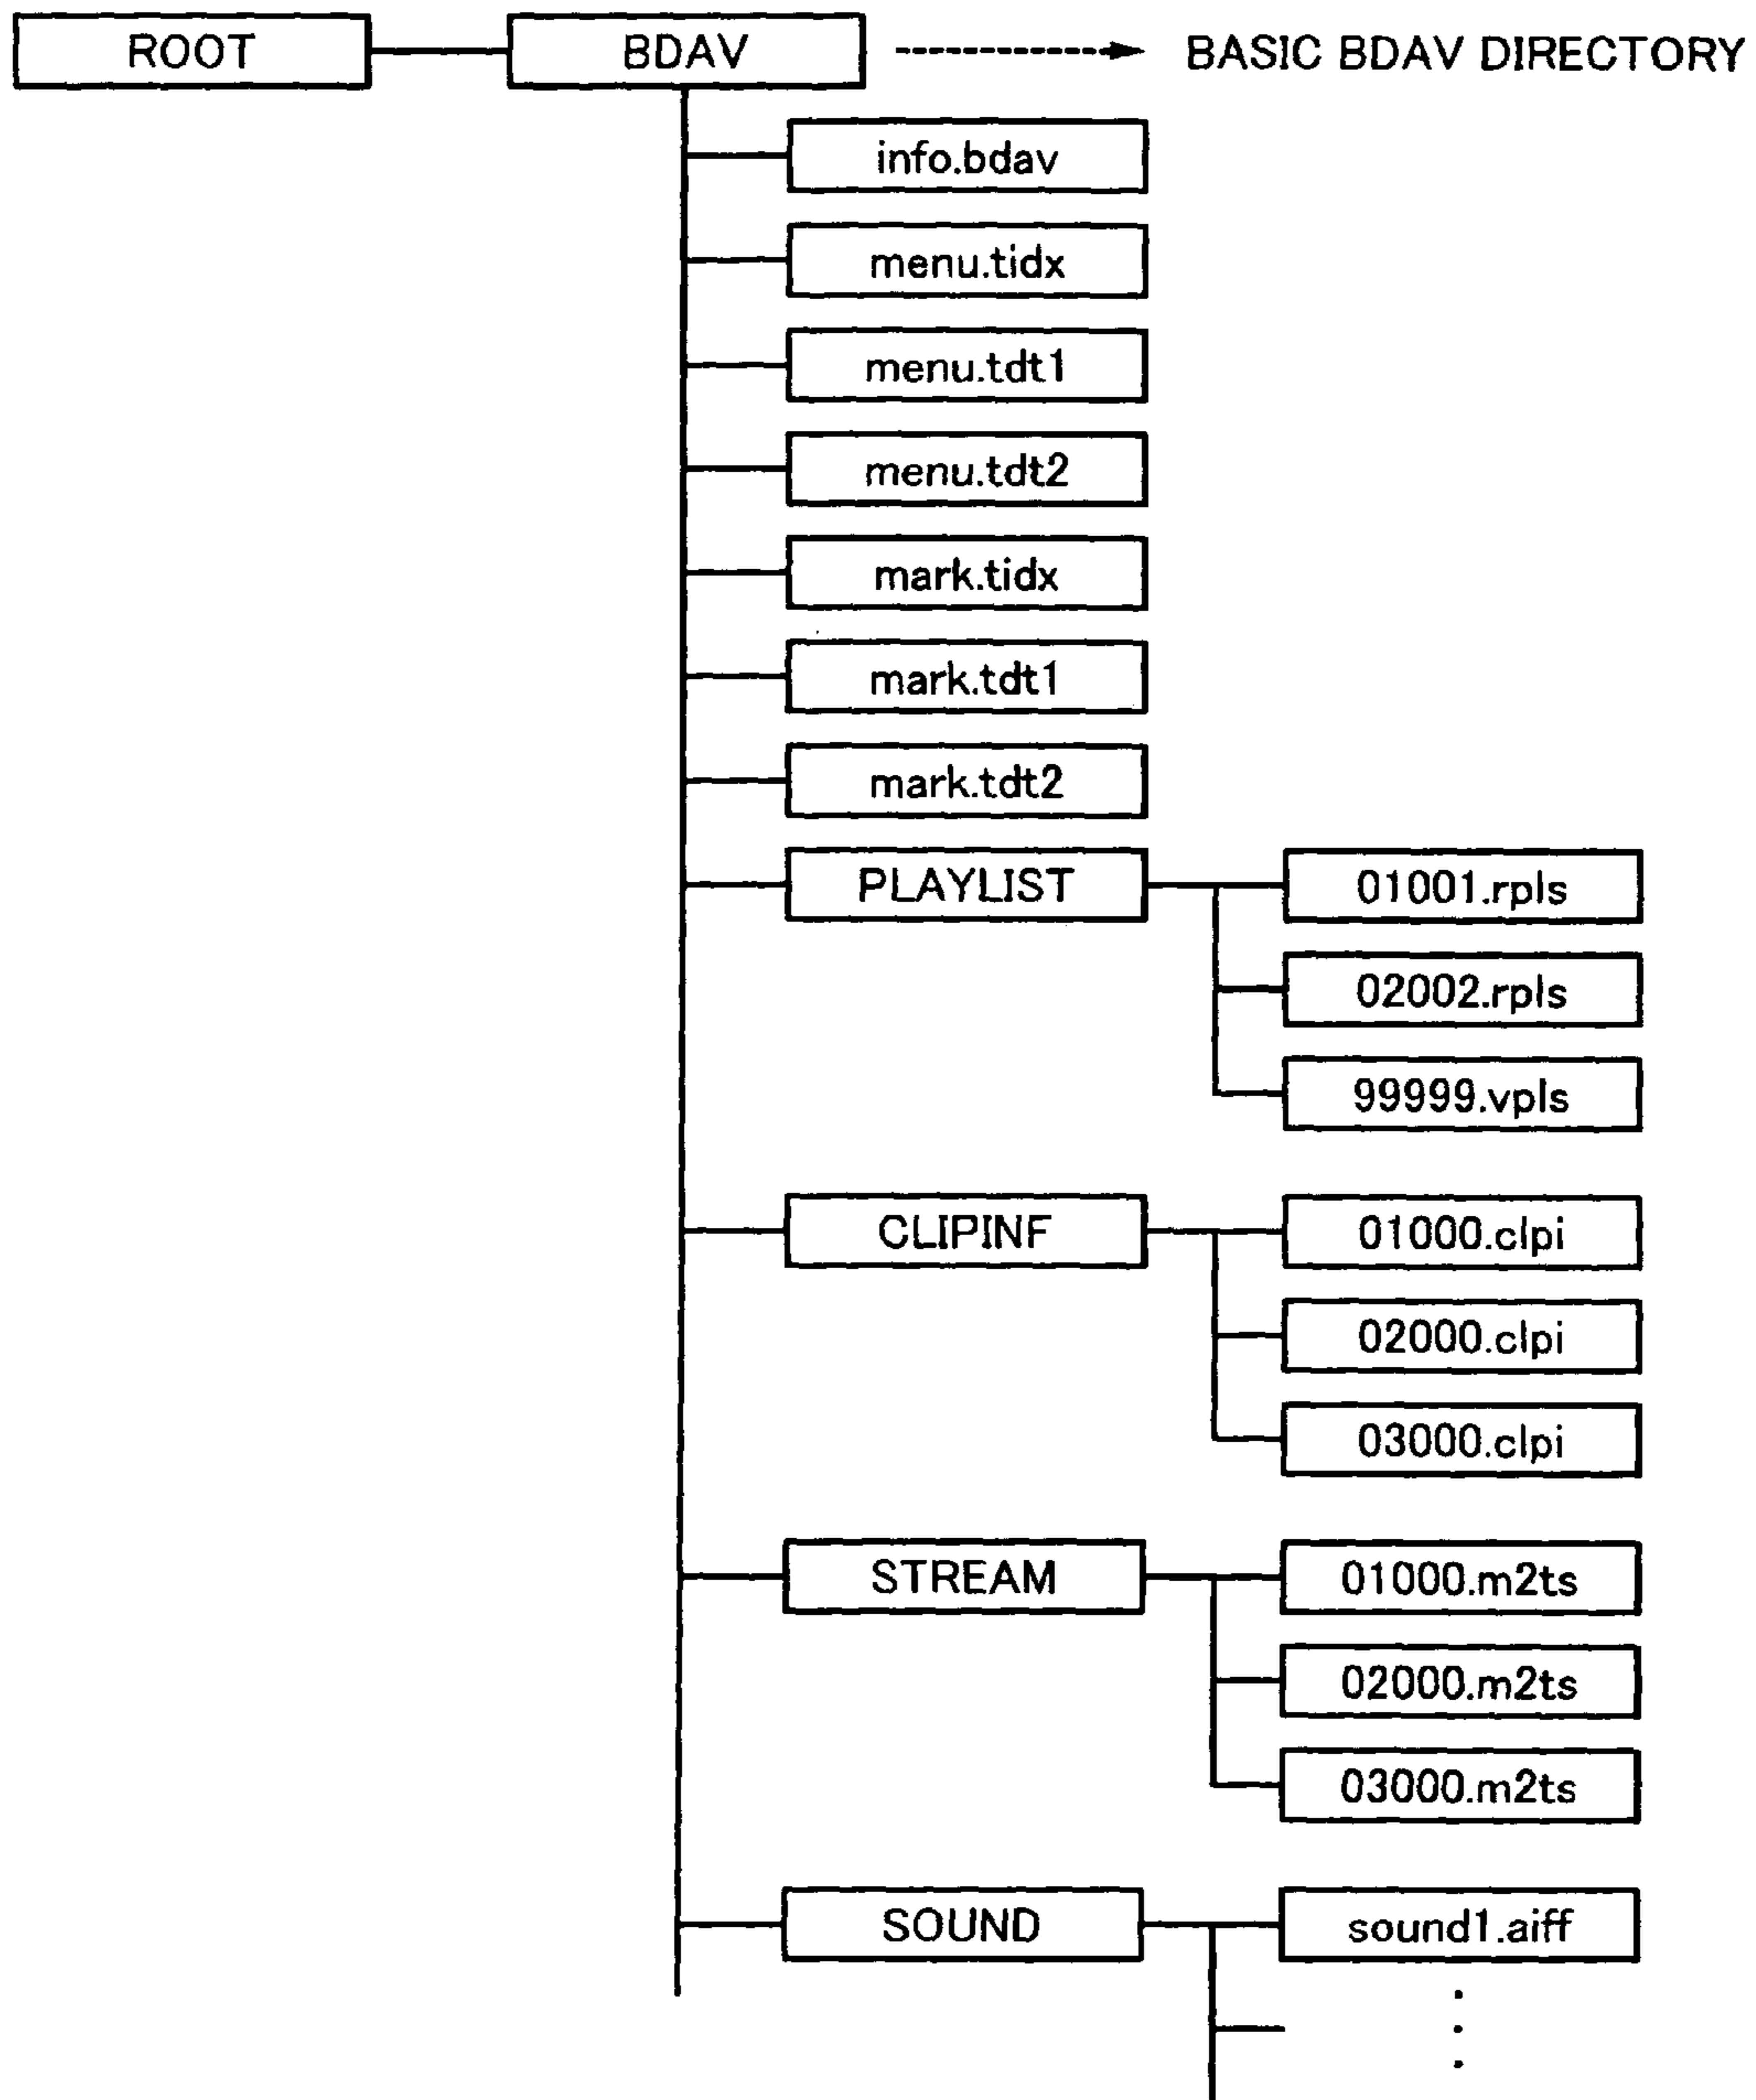 ROOT BDAV BASIC BDAV DIRECTORY
info.bdav
menu.tidx
menu.tdt1
menu.tdt2
mark.tidx
mark.tdt1
mark.tdt2
PLAYLIST 01001.rpls
02002.rpls
99999.vpls
CLIPINF 01000.clpi
02000.clpi
03000.clpi
STREAM 01000.m2ts
02000.m2ts
03000.m2ts
SOUND sound1.aiff